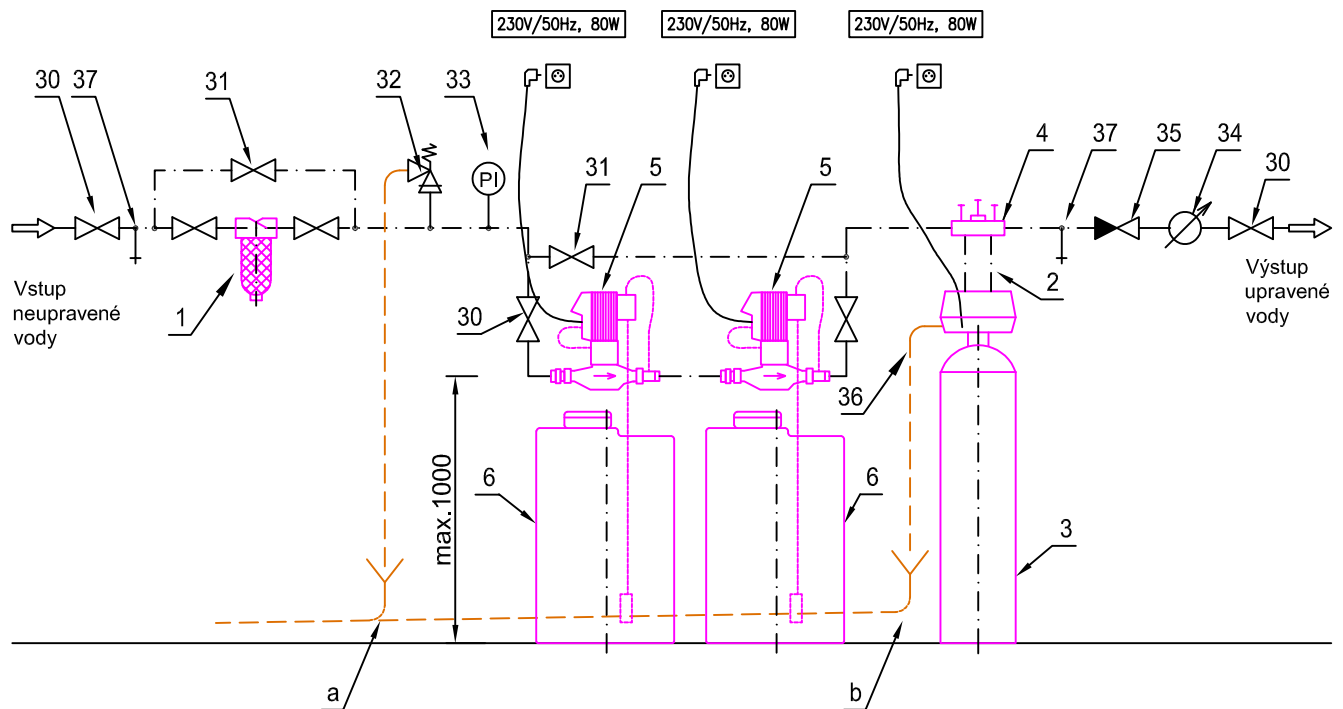 230V/50Hz, 80W
230V/50Hz, 80W
230V/50Hz, 80W
30
37
31
32
33
31
5
5
4
37
35
34
30
PI
Vstup
neupravené
vody
1
30
2
Výstup
upravené
vody
36
max.1000
6
6
3
a
b